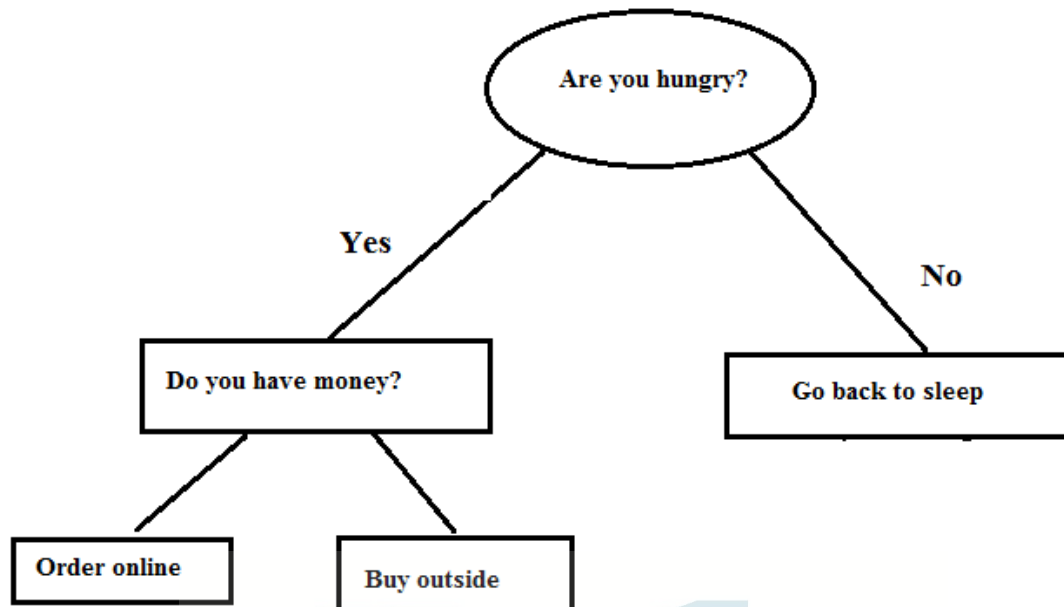 Are you hungry?
Yes
No
Do you have money?
Go back to sleep
Order online
Buy outside